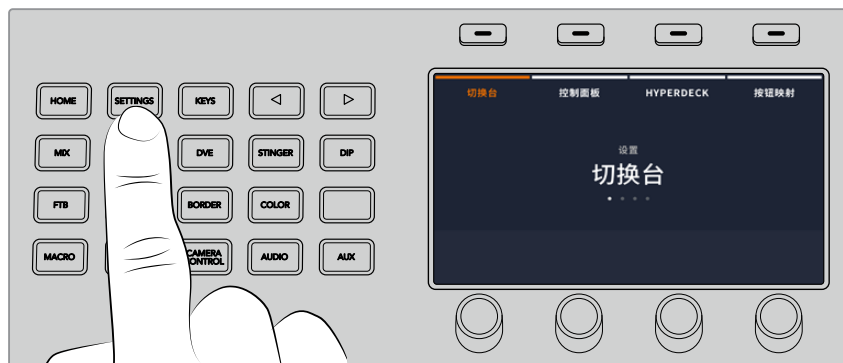 HOME SETTINGS KEYS
MIX DVE STINGER DIP
FTB BORDER COLOR
MACRO CAMERA CONTROL AUDIO AUX
切换台 控制面板 HYPERDECK 按钮映射
设置
切换台